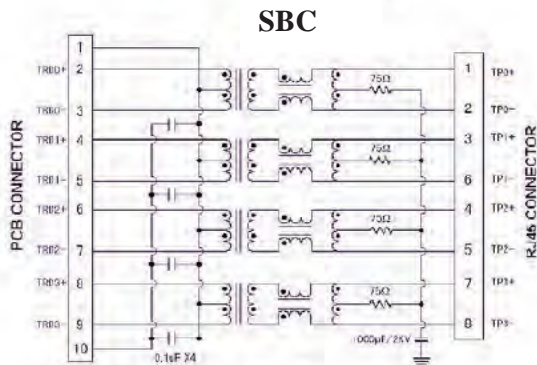 SBC
PCB CONNECTOR
1
TRD0+ 2
TRD0- 3
TRD1+ 4
TRD1- 5
TRD2+ 6
TRD2- 7
TRD3+ 8
TRD3- 9
10
0.1uF X4
75Ω
75Ω
75Ω
75Ω
1000pF/2KV
1 TP0+
2 TP0-
3 TP1+
6 TP1-
4 TP2+
5 TP2-
7 TP3+
8 TP3-
RJ45 CONNECTOR